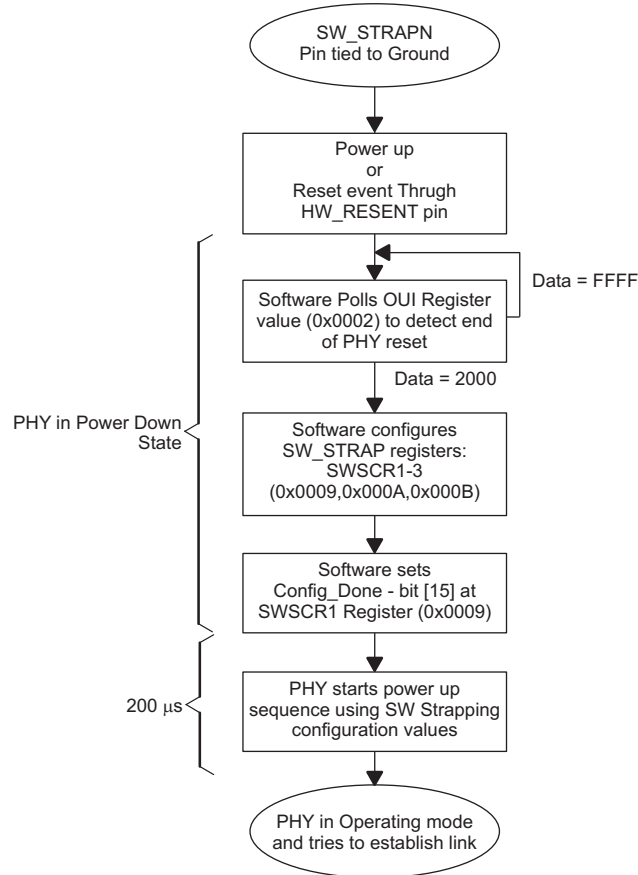 SW_STRAPN
Pin tied to Ground
Power up
or
Reset event Thrugh
HW_RESENT pin
Data = FFFF
Software Polls OUI Register
value (0x0002) to detect end
of PHY reset
Data = 2000
PHY in Power Down
State
Software configures
SW_STRAP registers:
SWSCR1-3
(0x0009,0x000A,0x000B)
Software sets
Config_Done - bit [15] at
SWSCR1 Register (0x0009)
200 μs
PHY starts power up
sequence using SW Strapping
configuration values
PHY in Operating mode
and tries to establish link